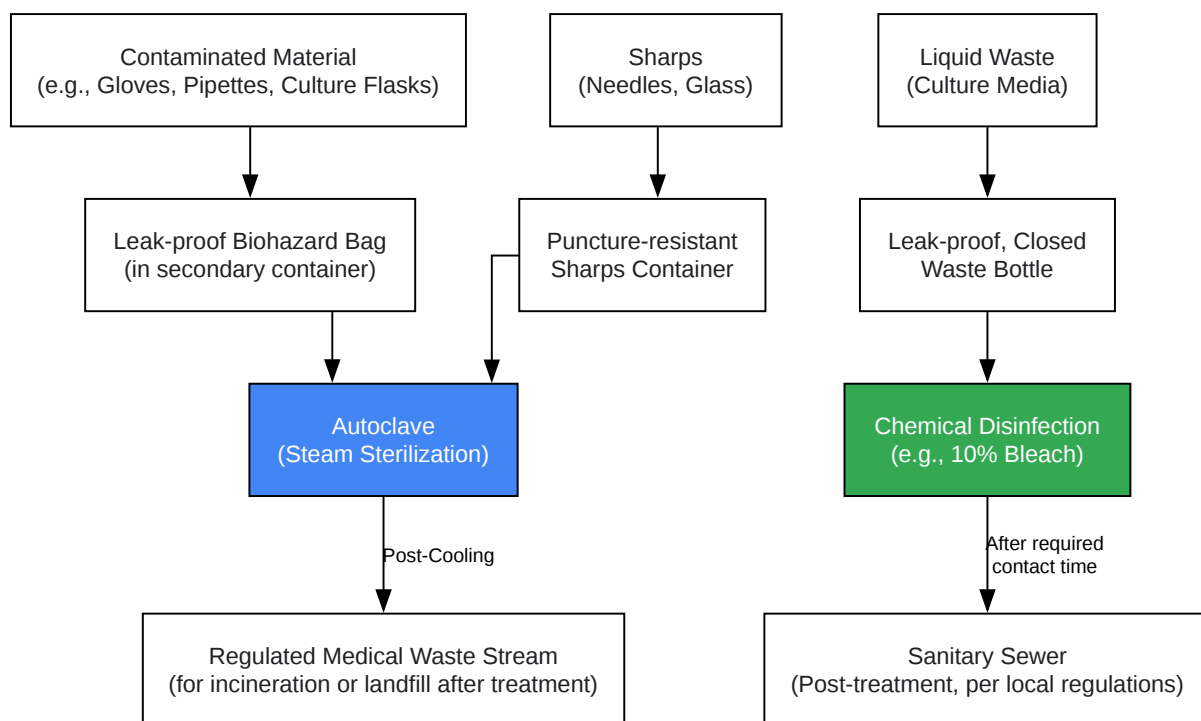 Contaminated Material
(e.g., Gloves, Pipettes, Culture Flasks)
Sharps
(Needles, Glass)
Liquid Waste
(Culture Media)
Leak-proof Biohazard Bag
(in secondary container)
Puncture-resistant
Sharps Container
Leak-proof, Closed
Waste Bottle
Autoclave
(Steam Sterilization)
Chemical Disinfection
(e.g., 10% Bleach)
Post-Cooling
After required
contact time
Regulated Medical Waste Stream
(for incineration or landfill after treatment)
Sanitary Sewer
(Post-treatment, per local regulations)